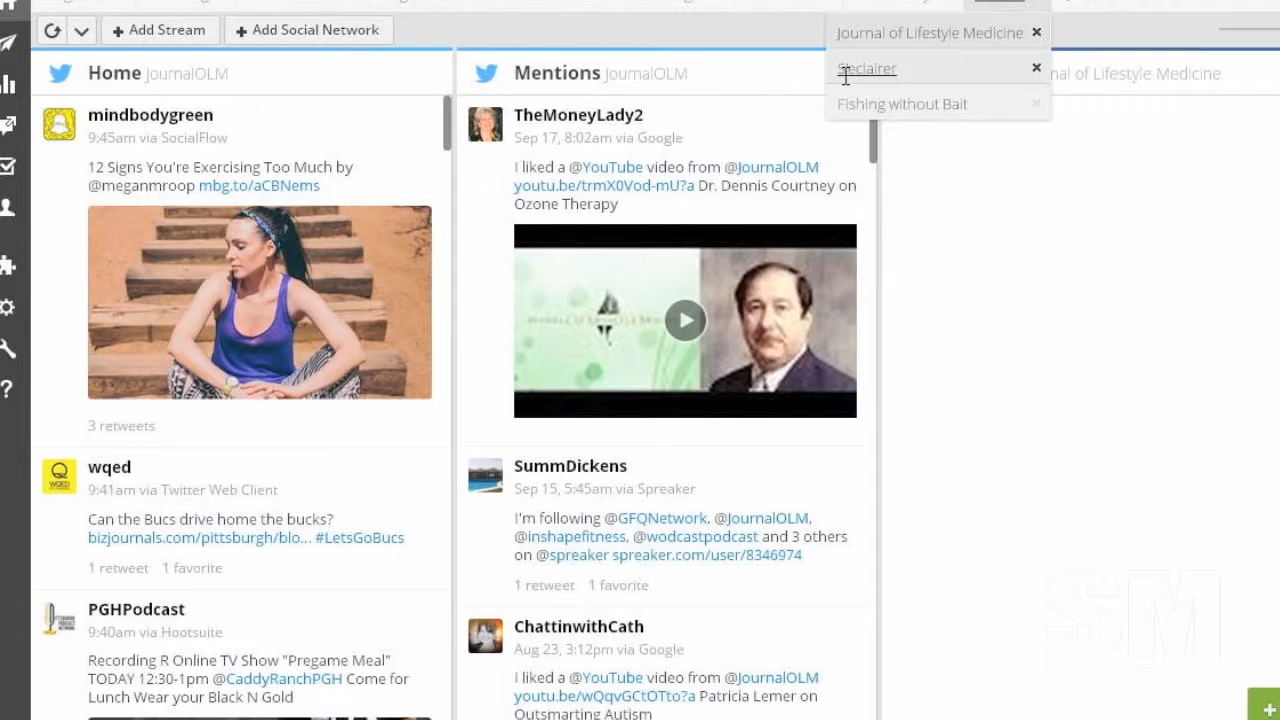 + Add Stream
+ Add Social Network
Journal of Lifestyle Medicine ×
Sleclairer ×
Fishing without Bait ×
Home JournalOLM
mindbodygreen
9:45am via SocialFlow
12 Signs You're Exercising Too Much by
@meganmroop mbg.to/aCBNems
3 retweets
wqed
9:41am via Twitter Web Client
Can the Bucs drive home the bucks?
bizjournals.com/pittsburgh/blo... #LetsGoBucs
1 retweet 1 favorite
PGHPodcast
9:40am via Hootsuite
Recording R Online TV Show "Pregame Meal"
TODAY 12:30-1pm @CaddyRanchPGH Come for
Lunch Wear your Black N Gold
Mentions JournalOLM
TheMoneyLady2
Sep 17, 8:02am via Google
I liked a @YouTube video from @JournalOLM
youtu.be/trmX0Vod-mU?a Dr. Dennis Courtney on
Ozone Therapy
SummDickens
Sep 15, 5:45am via Spreaker
I'm following @GFQNetwork, @JournalOLM,
@inshapefitness, @wodcastpodcast and 3 others
on @spreaker spreaker.com/user/8346974
1 retweet 1 favorite
ChattinwithCath
Aug 23, 3:12pm via Google
I liked a @YouTube video from @JournalOLM
youtu.be/wQqvGCtOTto?a Patricia Lemer on
Outsmarting Autism
nal of Lifestyle Medicine
SM